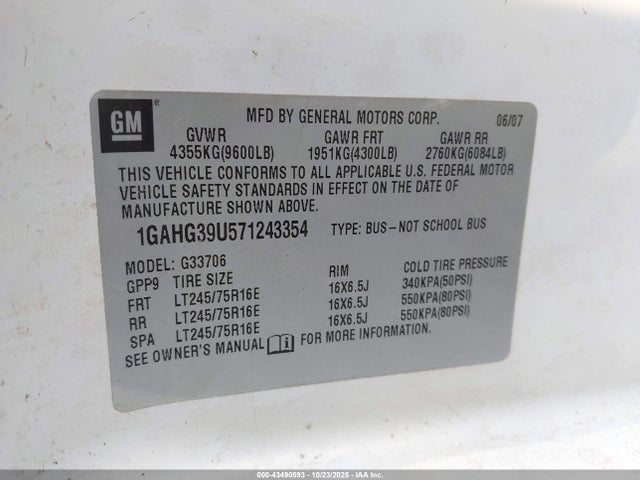 GM ®
MFD BY GENERAL MOTORS CORP. 06/07
GVWR GAWR FRT GAWR RR
4355KG(9600LB) 1951KG(4300LB) 2760KG(6084LB)
THIS VEHICLE CONFORMS TO ALL APPLICABLE U.S. FEDERAL MOTOR
VEHICLE SAFETY STANDARDS IN EFFECT ON THE DATE OF
MANUFACTURE SHOWN ABOVE.
1GAHG39U571243354 TYPE: BUS–NOT SCHOOL BUS
MODEL: G33706
GPP9 TIRE SIZE RIM COLD TIRE PRESSURE
FRT LT245/75R16E 16X6.5J 340KPA(50PSI)
RR LT245/75R16E 16X6.5J 550KPA(80PSI)
SPA LT245/75R16E 16X6.5J 550KPA(80PSI)
SEE OWNER'S MANUAL i FOR MORE INFORMATION.
000-43490593 - 10/23/2025 - IAA Holdings, LLC.